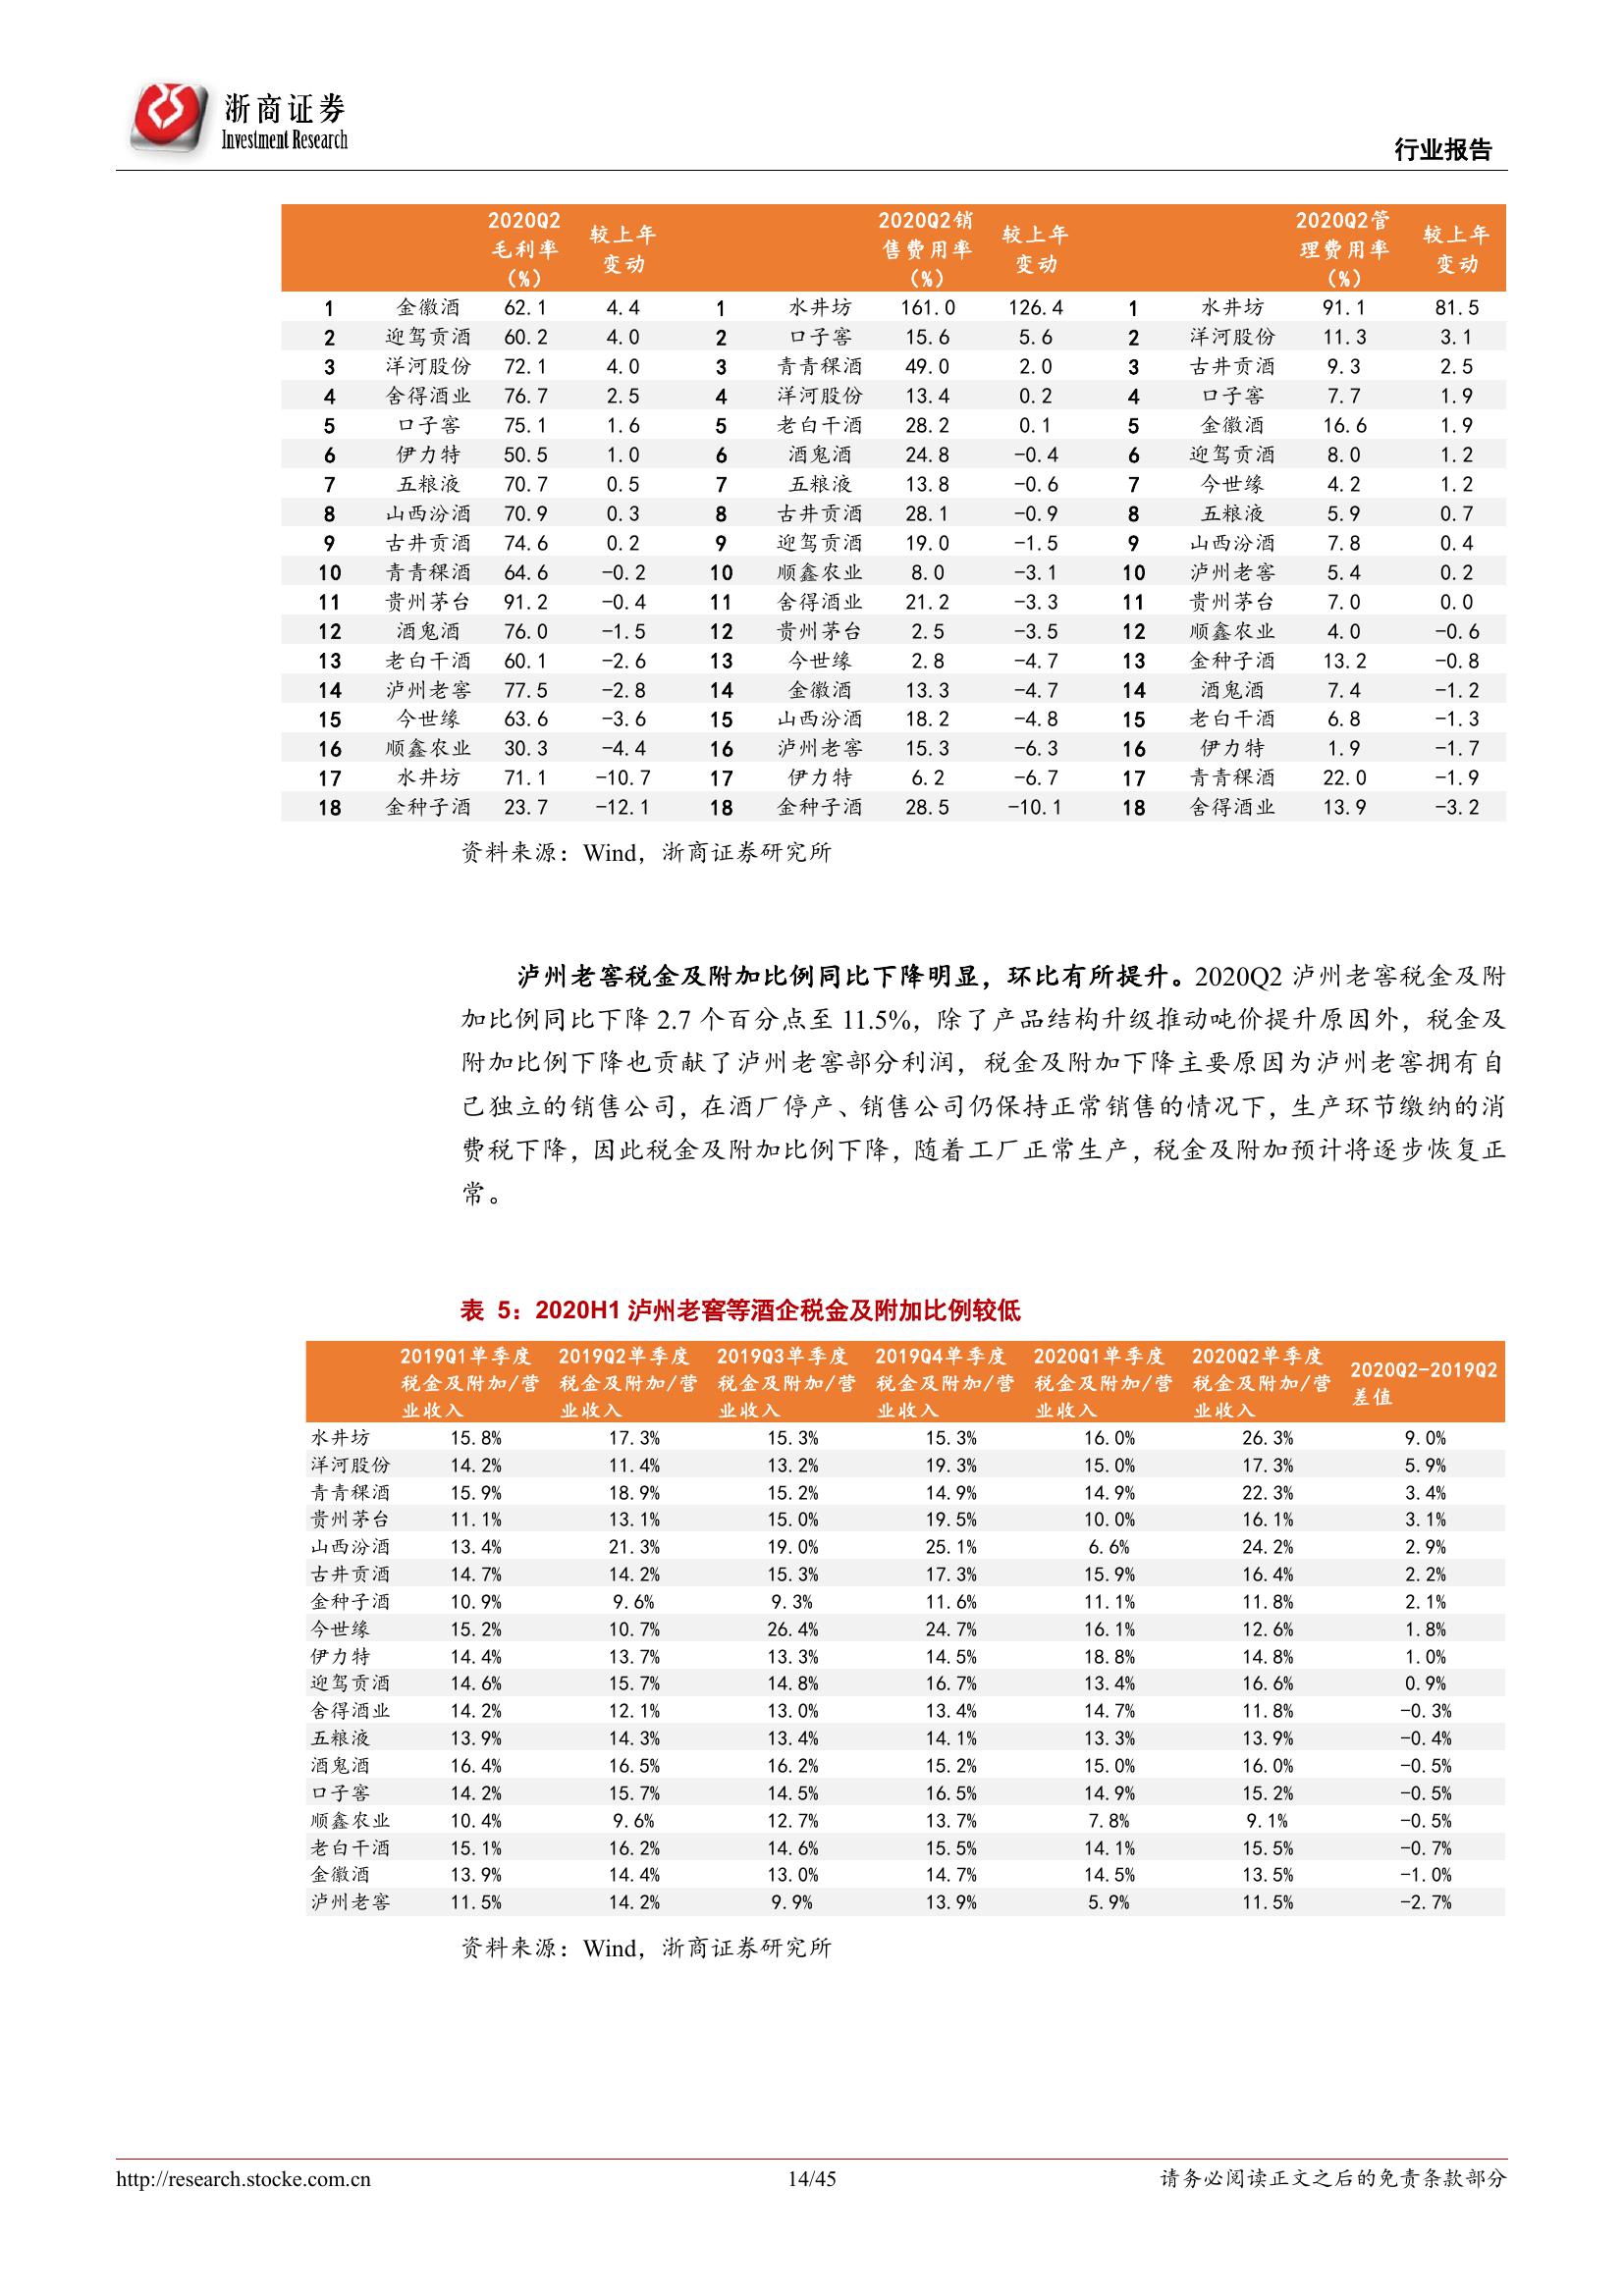 浙商证券
Investment Research
行业报告
2020Q2毛利率(%) 较上年变动 2020Q2销售费用率(%) 较上年变动 2020Q2管理费用率(%) 较上年变动
1 金徽酒 62.1 4.4 1 水井坊 161.0 126.4 1 水井坊 91.1 81.5
2 迎驾贡酒 60.2 4.0 2 口子窖 15.6 5.6 2 洋河股份 11.3 3.1
3 洋河股份 72.1 4.0 3 青青稞酒 49.0 2.0 3 古井贡酒 9.3 2.5
4 舍得酒业 76.7 2.5 4 洋河股份 13.4 0.2 4 口子窖 7.7 1.9
5 口子窖 75.1 1.6 5 老白干酒 28.2 0.1 5 金徽酒 16.6 1.9
6 伊力特 50.5 1.0 6 酒鬼酒 24.8 -0.4 6 迎驾贡酒 8.0 1.2
7 五粮液 70.7 0.5 7 五粮液 13.8 -0.6 7 今世缘 4.2 1.2
8 山西汾酒 70.9 0.3 8 古井贡酒 28.1 -0.9 8 五粮液 5.9 0.7
9 古井贡酒 74.6 0.2 9 迎驾贡酒 19.0 -1.5 9 山西汾酒 7.8 0.4
10 青青稞酒 64.6 -0.2 10 顺鑫农业 8.0 -3.1 10 泸州老窖 5.4 0.2
11 贵州茅台 91.2 -0.4 11 舍得酒业 21.2 -3.3 11 贵州茅台 7.0 0.0
12 酒鬼酒 76.0 -1.5 12 贵州茅台 2.5 -3.5 12 顺鑫农业 4.0 -0.6
13 老白干酒 60.1 -2.6 13 今世缘 2.8 -4.7 13 金种子酒 13.2 -0.8
14 泸州老窖 77.5 -2.8 14 金徽酒 13.3 -4.7 14 酒鬼酒 7.4 -1.2
15 今世缘 63.6 -3.6 15 山西汾酒 18.2 -4.8 15 老白干酒 6.8 -1.3
16 顺鑫农业 30.3 -4.4 16 泸州老窖 15.3 -6.3 16 伊力特 1.9 -1.7
17 水井坊 71.1 -10.7 17 伊力特 6.2 -6.7 17 青青稞酒 22.0 -1.9
18 金种子酒 23.7 -12.1 18 金种子酒 28.5 -10.1 18 舍得酒业 13.9 -3.2
资料来源：Wind，浙商证券研究所
泸州老窖税金及附加比例同比下降明显，环比有所提升。2020Q2 泸州老窖税金及附
加比例同比下降 2.7 个百分点至 11.5%，除了产品结构升级推动吨价提升原因外，税金及
附加比例下降也贡献了泸州老窖部分利润，税金及附加下降主要原因为泸州老窖拥有自
己独立的销售公司，在酒厂停产、销售公司仍保持正常销售的情况下，生产环节缴纳的消
费税下降，因此税金及附加比例下降，随着工厂正常生产，税金及附加预计将逐步恢复正
常。
表 5：2020H1 泸州老窖等酒企税金及附加比例较低
2019Q1单季度税金及附加/营业收入 2019Q2单季度税金及附加/营业收入 2019Q3单季度税金及附加/营业收入 2019Q4单季度税金及附加/营业收入 2020Q1单季度税金及附加/营业收入 2020Q2单季度税金及附加/营业收入 2020Q2-2019Q2差值
水井坊 15.8% 17.3% 15.3% 15.3% 16.0% 26.3% 9.0%
洋河股份 14.2% 11.4% 13.2% 19.3% 15.0% 17.3% 5.9%
青青稞酒 15.9% 18.9% 15.2% 14.9% 14.9% 22.3% 3.4%
贵州茅台 11.1% 13.1% 15.0% 19.5% 10.0% 16.1% 3.1%
山西汾酒 13.4% 21.3% 19.0% 25.1% 6.6% 24.2% 2.9%
古井贡酒 14.7% 14.2% 15.3% 17.3% 15.9% 16.4% 2.2%
金种子酒 10.9% 9.6% 9.3% 11.6% 11.1% 11.8% 2.1%
今世缘 15.2% 10.7% 26.4% 24.7% 16.1% 12.6% 1.8%
伊力特 14.4% 13.7% 13.3% 14.5% 18.8% 14.8% 1.0%
迎驾贡酒 14.6% 15.7% 14.8% 16.7% 13.4% 16.6% 0.9%
舍得酒业 14.2% 12.1% 13.0% 13.4% 14.7% 11.8% -0.3%
五粮液 13.9% 14.3% 13.4% 14.1% 13.3% 13.9% -0.4%
酒鬼酒 16.4% 16.5% 16.2% 15.2% 15.0% 16.0% -0.5%
口子窖 14.2% 15.7% 14.5% 16.5% 14.9% 15.2% -0.5%
顺鑫农业 10.4% 9.6% 12.7% 13.7% 7.8% 9.1% -0.5%
老白干酒 15.1% 16.2% 14.6% 15.5% 14.1% 15.5% -0.7%
金徽酒 13.9% 14.4% 13.0% 14.7% 14.5% 13.5% -1.0%
泸州老窖 11.5% 14.2% 9.9% 13.9% 5.9% 11.5% -2.7%
资料来源：Wind，浙商证券研究所
http://research.stocke.com.cn 14/45 请务必阅读正文之后的免责条款部分